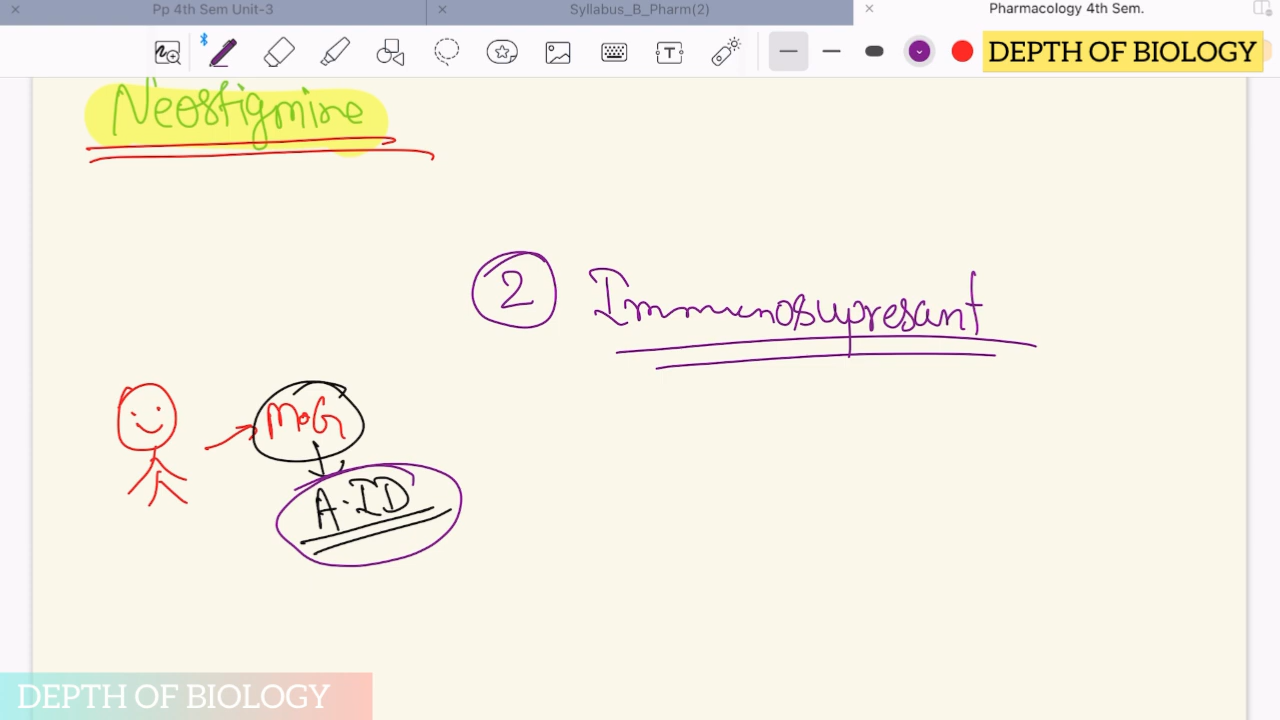 Pp 4th Sem Unit-3
Syllabus_B_Pharm(2)
Pharmacology 4th Sem.
DEPTH OF BIOLOGY
Neostigmine
2 Immunosupresant
M.G
A.ID
DEPTH OF BIOLOGY